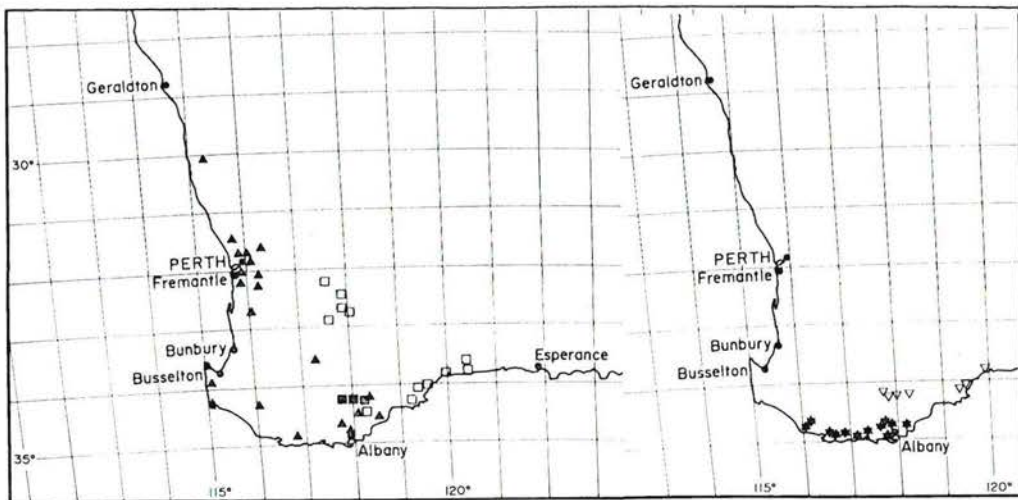 Geraldton
30°
PERTH
Fremantle
Bunbury
Busselton
Esperance
Albany
35°
115°
120°
Geraldton
PERTH
Fremantle
Bunbury
Busselton
Albany
115°
120°